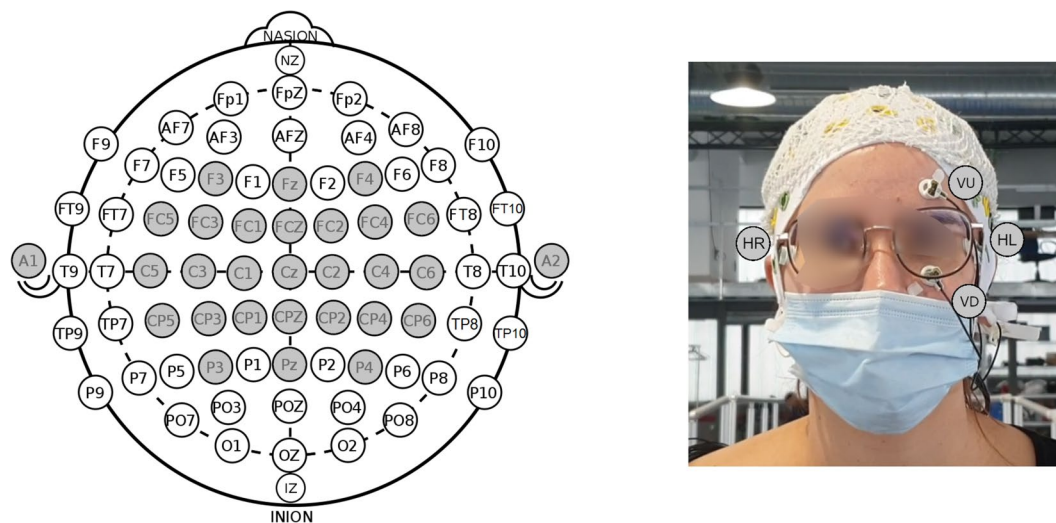 NASION
NZ
Fp1 FpZ Fp2
AF7 AF3 AFZ AF4 AF8
F9 F7 F5 F3 F1 Fz F2 F4 F6 F8 F10
FT9 FT7 FC5 FC3 FC1 FCZ FC2 FC4 FC6 FT8 FT10
A1 T9 T7 C5 C3 C1 Cz C2 C4 C6 T8 T10 A2
TP9 TP7 CP5 CP3 CP1 CPZ CP2 CP4 CP6 TP8 TP10
P9 P7 P5 P3 P1 Pz P2 P4 P6 P8 P10
PO7 PO3 POZ PO4 PO8
O1 OZ O2
IZ
INION
VU
HR HL
VD